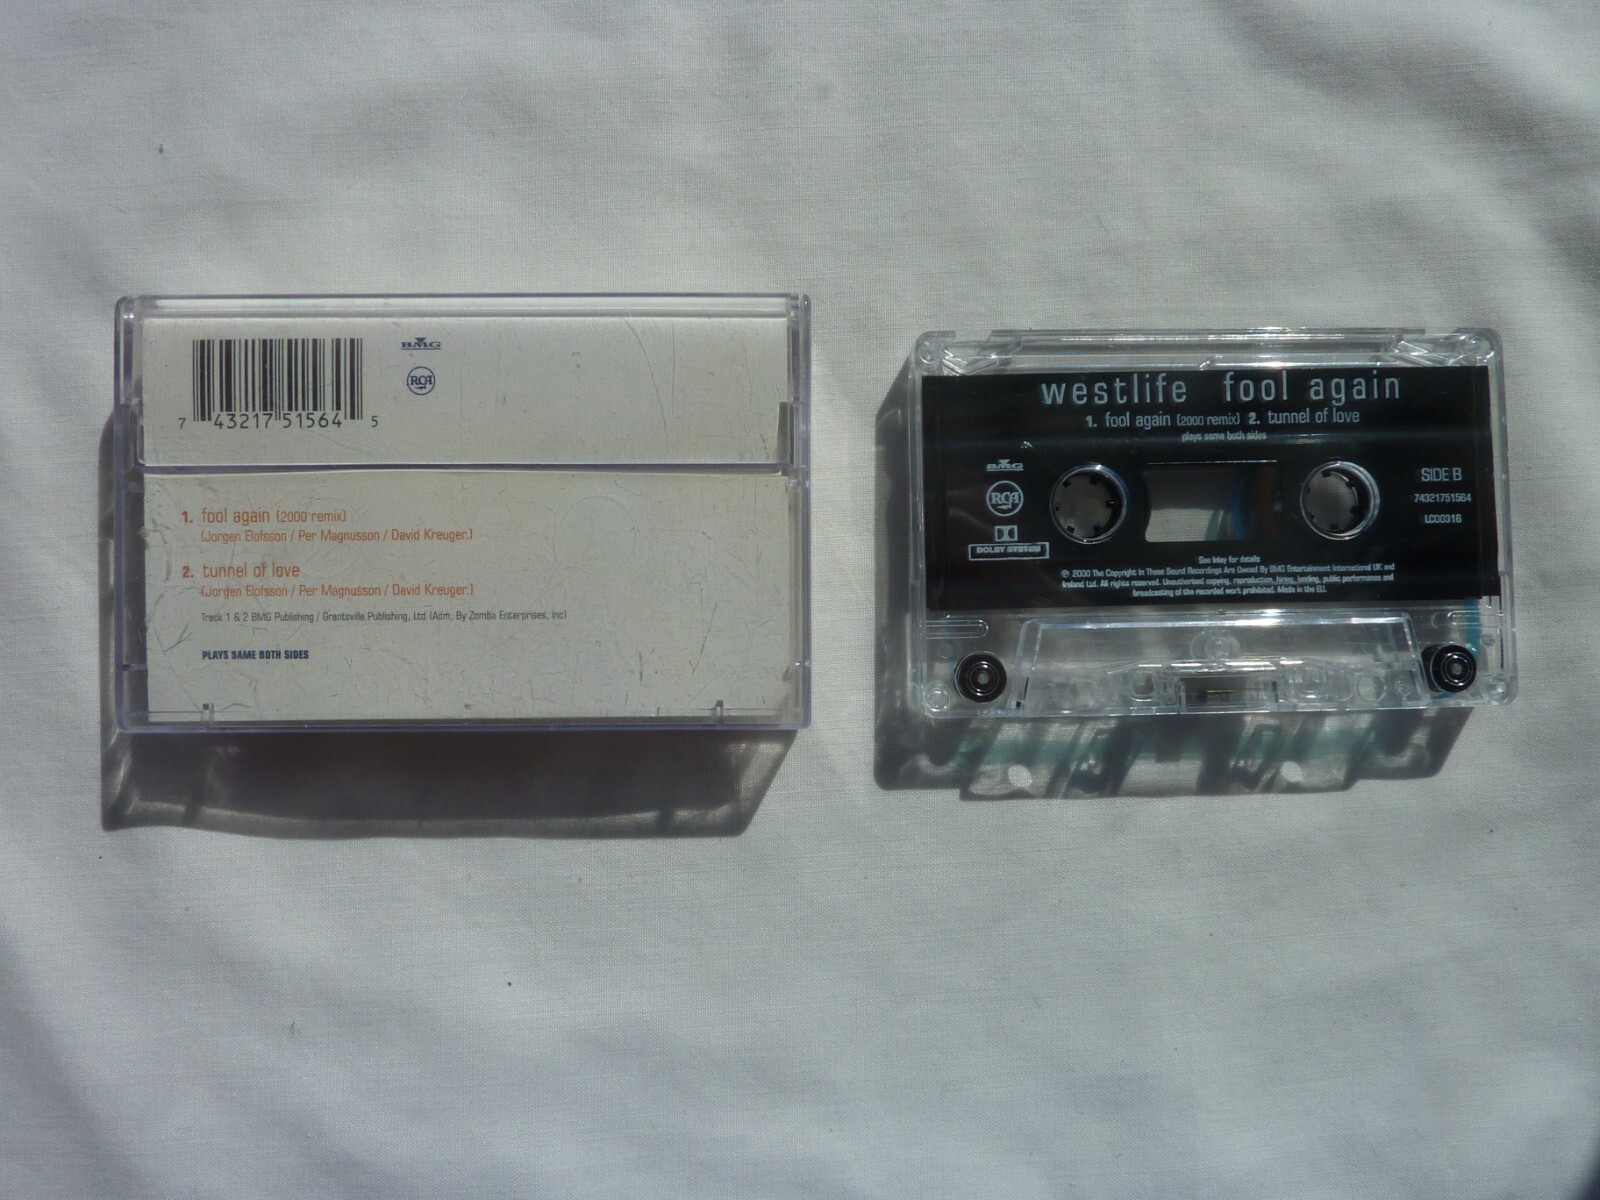 7 43217 51564 5
BMG
RCA
1. fool again (2000 remix)
(Jorgen Elofsson / Per Magnusson / David Kreuger.)
2. tunnel of love
(Jorgen Elofsson / Per Magnusson / David Kreuger.)
Track 1 & 2 BMG Publishing / Grantsville Publishing, Ltd (Adm. By Zomba Enterprises, Inc)
PLAYS SAME BOTH SIDES
westlife fool again
1. fool again (2000 remix) 2. tunnel of love
plays same both sides
BMG
RCA
DOLBY SYSTEM
SIDE B
74321751564
LC00316
See Inlay for details
℗ 2000 The Copyright In These Sound Recordings Are Owned By BMG Entertainment International UK and
Ireland Ltd. All rights reserved. Unauthorised copying, reproduction, hiring, lending, public performance and
broadcasting of the recorded work prohibited. Made in the EU.